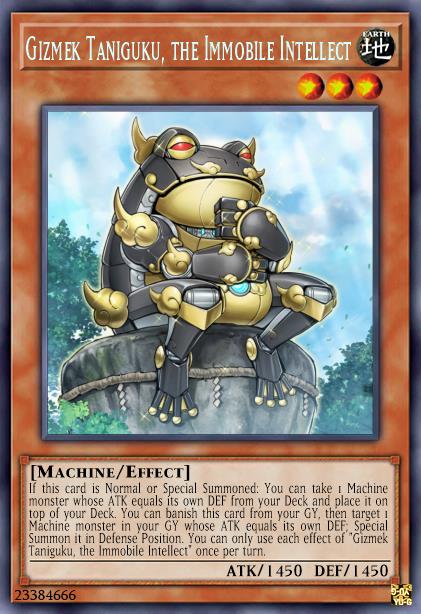 Gizmek Taniguku, the Immobile Intellect
EARTH
地
[Machine/Effect]
If this card is Normal or Special Summoned: You can take 1 Machine
monster whose ATK equals its own DEF from your Deck and place it on
top of your Deck. You can banish this card from your GY, then target 1
Machine monster in your GY whose ATK equals its own DEF; Special
Summon it in Defense Position. You can only use each effect of "Gizmek
Taniguku, the Immobile Intellect" once per turn.
ATK/1450 DEF/1450
23384666